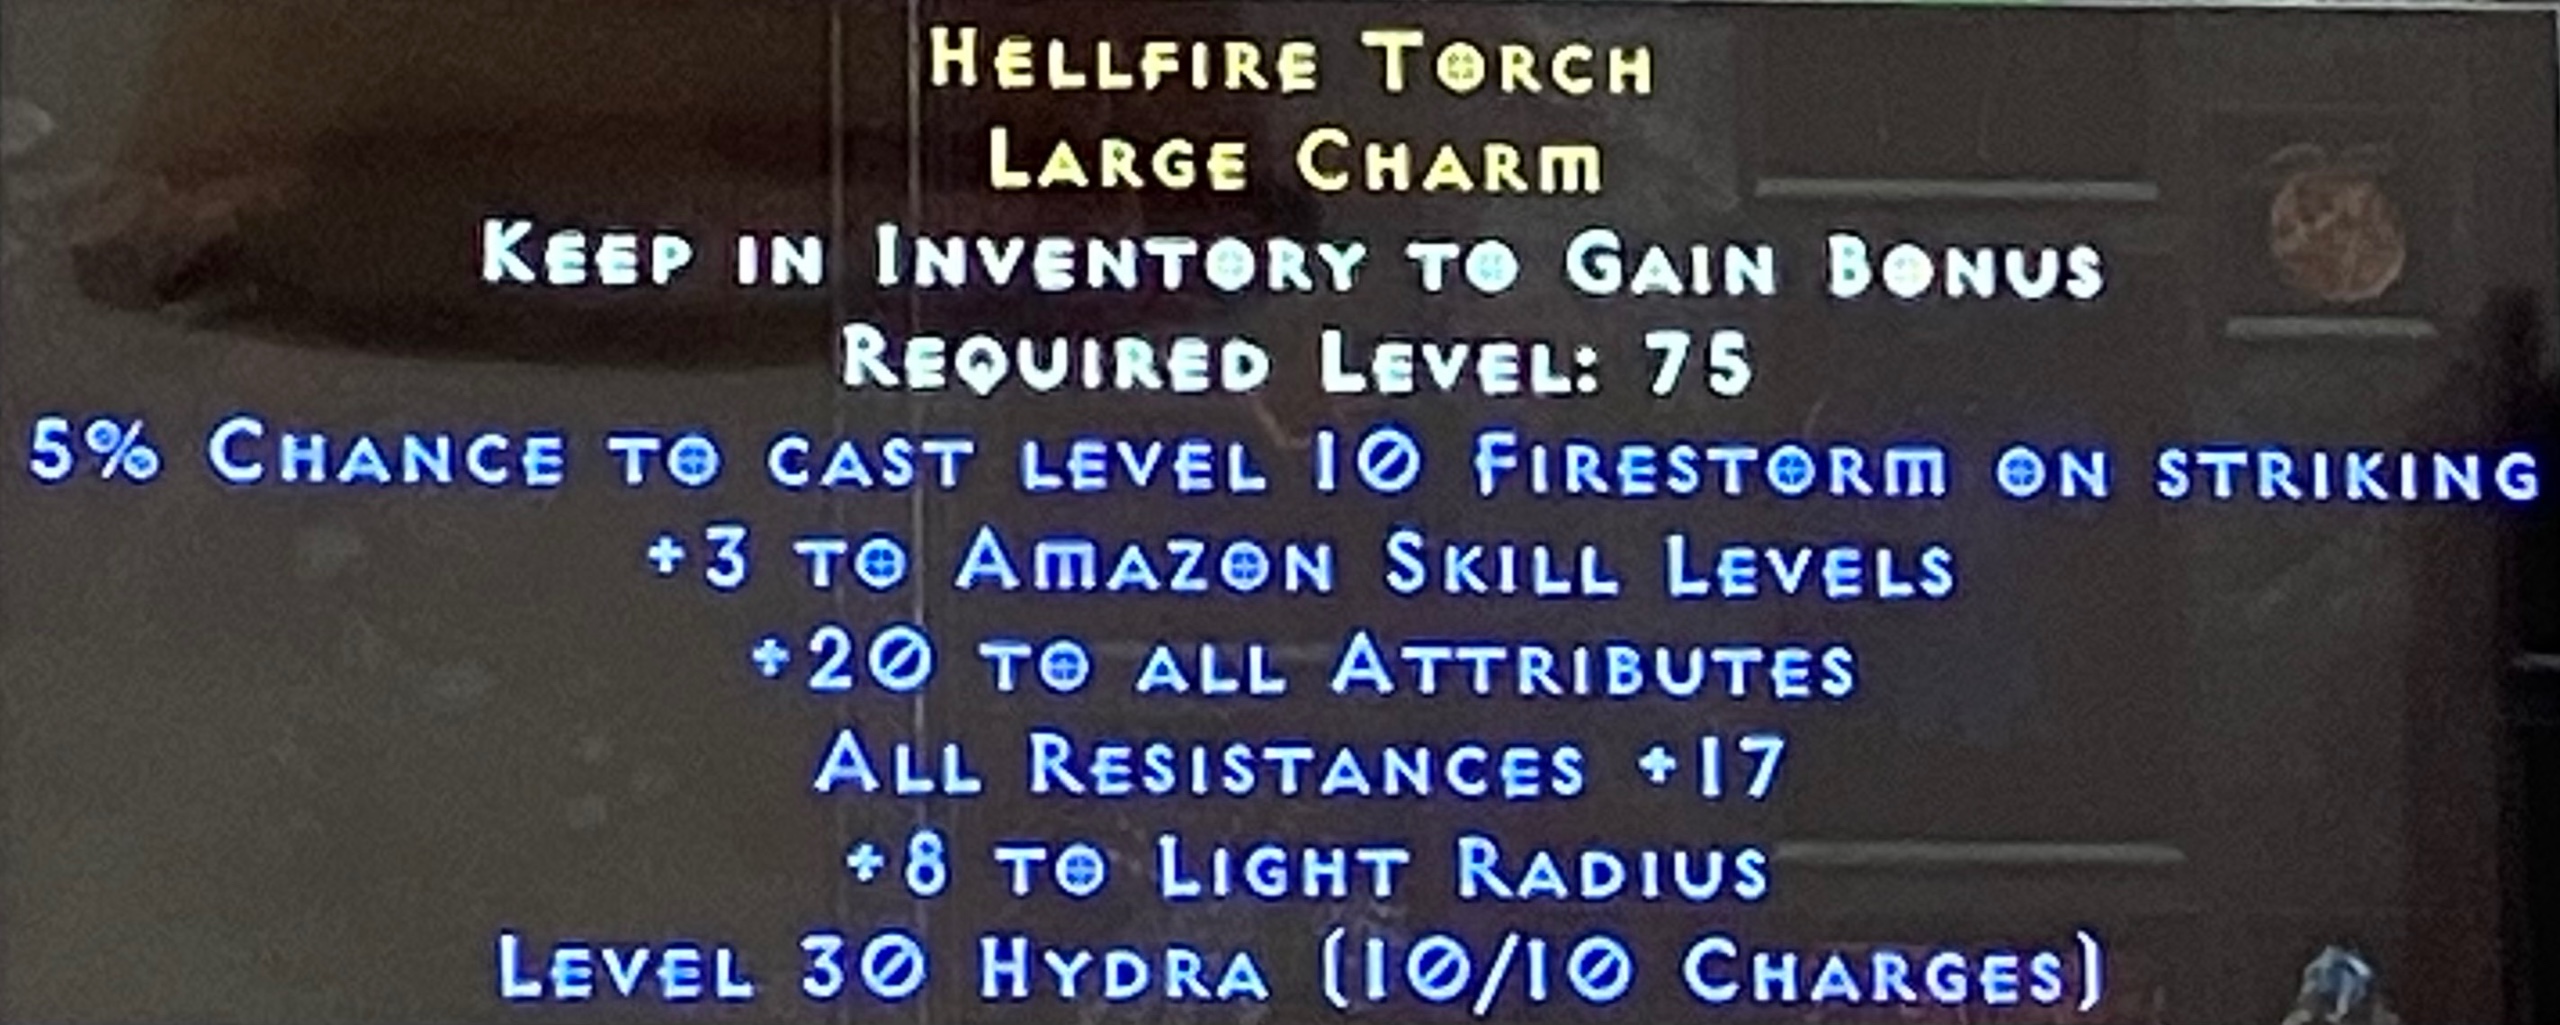 Hellfire Torch
Large Charm
Keep in Inventory to Gain Bonus
Required Level: 75
5% Chance to cast level 10 Firestorm on striking
+3 to Amazon Skill Levels
+20 to all Attributes
All Resistances +17
+8 to Light Radius
Level 30 Hydra (10/10 Charges)